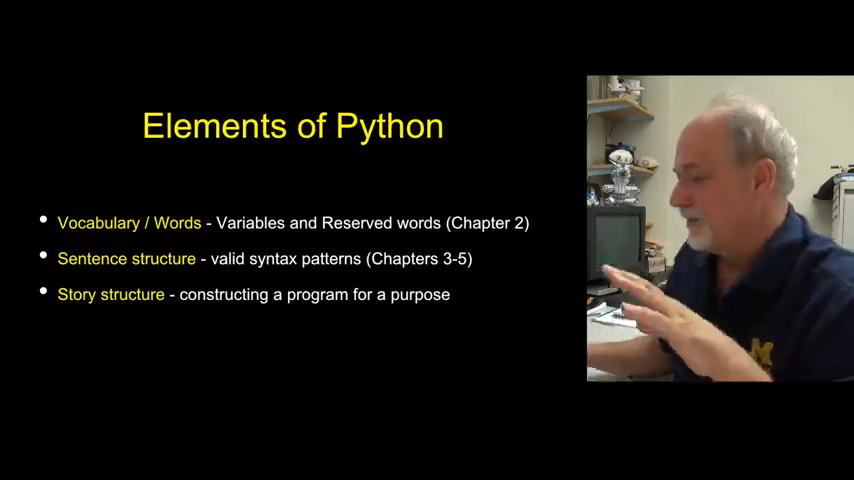 Elements of Python
Vocabulary / Words - Variables and Reserved words (Chapter 2)
Sentence structure - valid syntax patterns (Chapters 3-5)
Story structure - constructing a program for a purpose
M